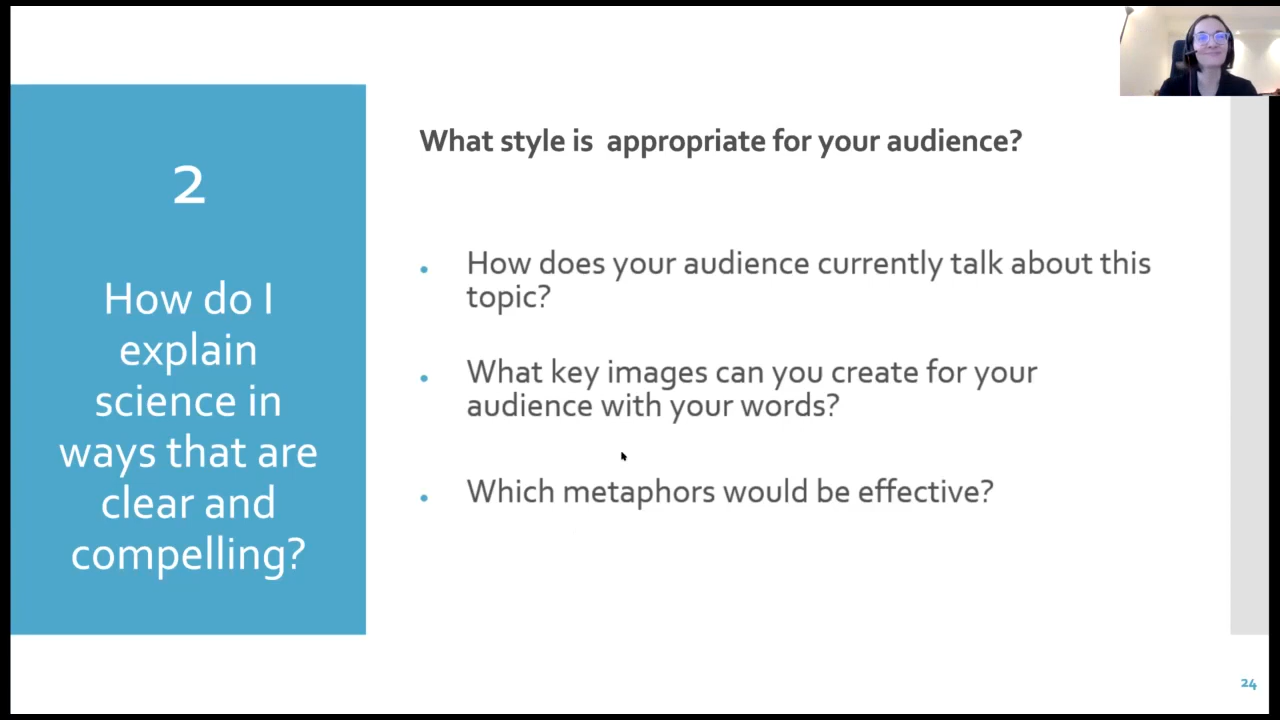 2
How do I
explain
science in
ways that are
clear and
compelling?
What style is  appropriate for your audience?
• How does your audience currently talk about this
topic?
• What key images can you create for your
audience with your words?
• Which metaphors would be effective?
24